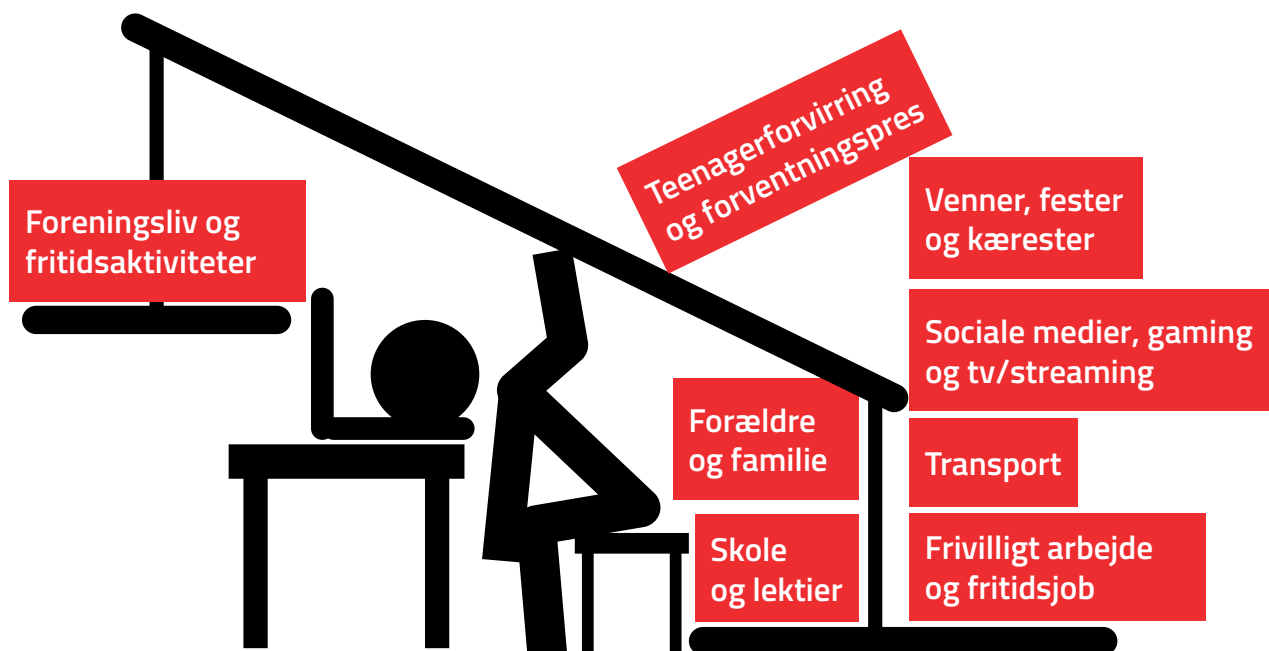 Teenagerforvirring
og forventningspres
Foreningsliv og
fritidsaktiviteter
Venner, fester
og kærester
Sociale medier, gaming
og tv/streaming
Forældre
og familie
Transport
Skole
og lektier
Frivilligt arbejde
og fritidsjob